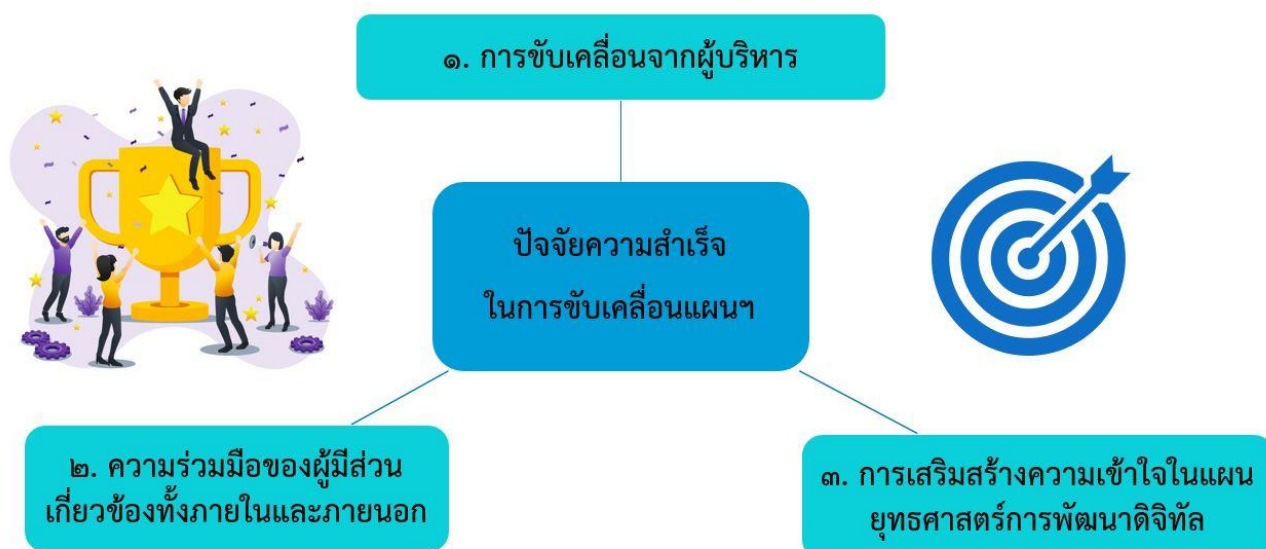 ๑. การขับเคลื่อนจากผู้บริหาร
ปัจจัยความสำเร็จ
ในการขับเคลื่อนแผนฯ
๒. ความร่วมมือของผู้มีส่วน
เกี่ยวข้องทั้งภายในและภายนอก
๓. การเสริมสร้างความเข้าใจในแผน
ยุทธศาสตร์การพัฒนาดิจิทัล